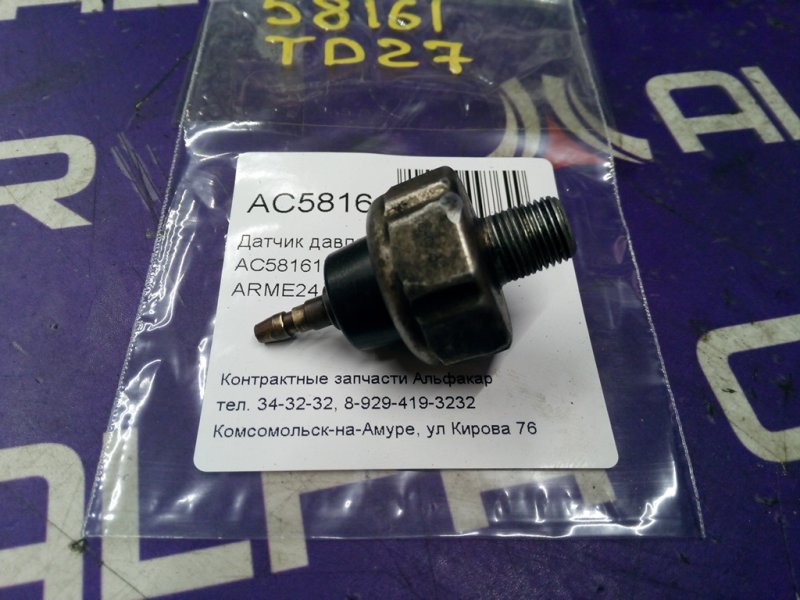 58161
TD27
AC5816
Датчик давл
AC58161
ARME24
Контрактные запчасти Альфакар
тел. 34-32-32, 8-929-419-3232
Комсомольск-на-Амуре, ул Кирова 76
ALFA